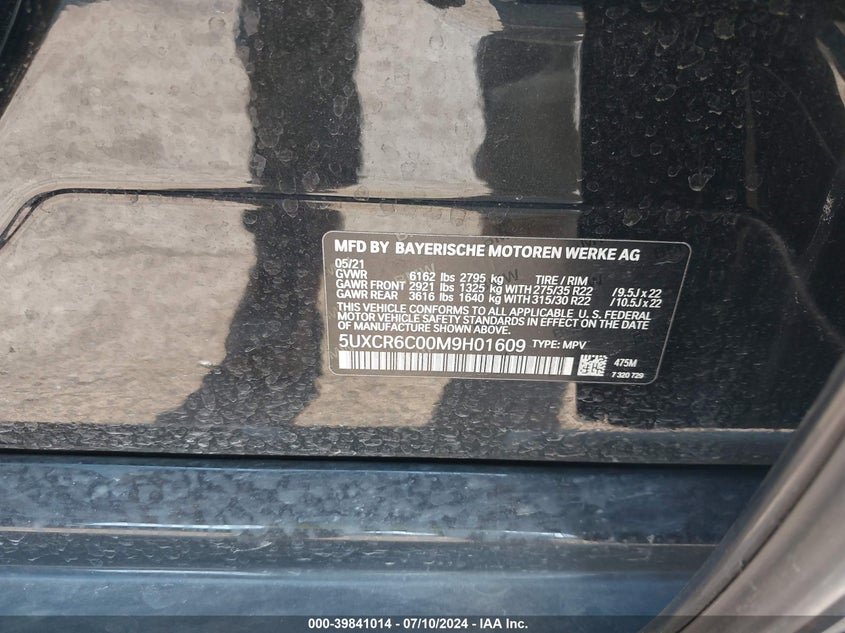 MFD BY BAYERISCHE MOTOREN WERKE AG
05/21
GVWR 6162 lbs 2795 kg TIRE / RIM
GAWR FRONT 2921 lbs 1325 kg WITH 275/35 R22 /9.5J x 22
GAWR REAR 3616 lbs 1640 kg WITH 315/30 R22 /10.5J x 22
THIS VEHICLE CONFORMS TO ALL APPLICABLE, U. S. FEDERAL
MOTOR VEHICLE SAFETY STANDARDS IN EFFECT ON THE DATE
OF MANUFACTURE SHOWN ABOVE.
5UXCR6C00M9H01609 TYPE: MPV
475M
7 320 729
000-39841014 - 07/10/2024 - IAA Inc.